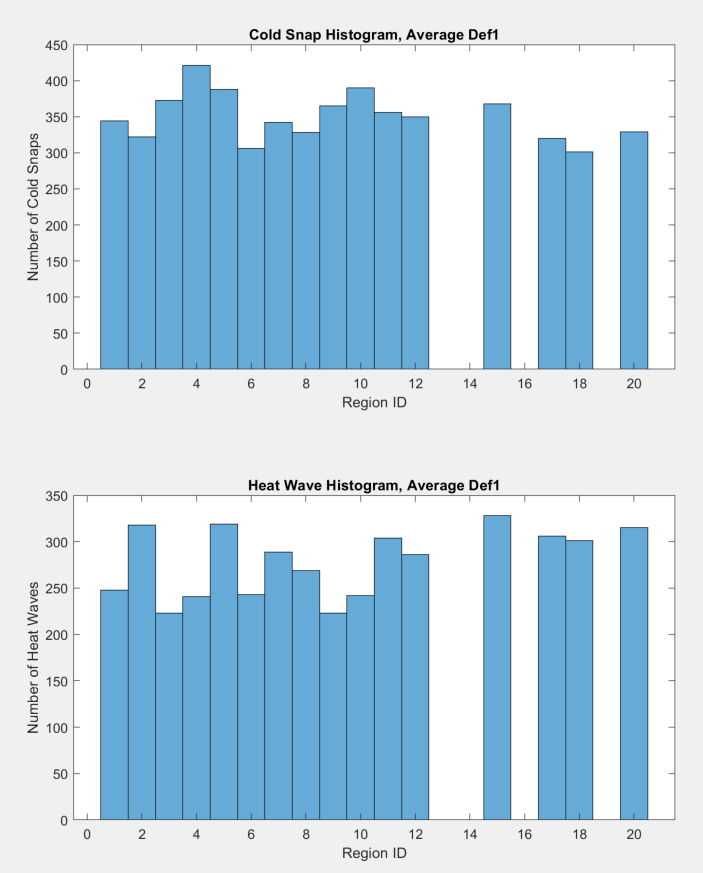 Cold Snap Histogram, Average Def1
450
400
350
300
250
200
150
100
50
0
Number of Cold Snaps
0 2 4 6 8 10 12 14 16 18 20
Region ID
Heat Wave Histogram, Average Def1
350
300
250
200
150
100
50
0
Number of Heat Waves
0 2 4 6 8 10 12 14 16 18 20
Region ID